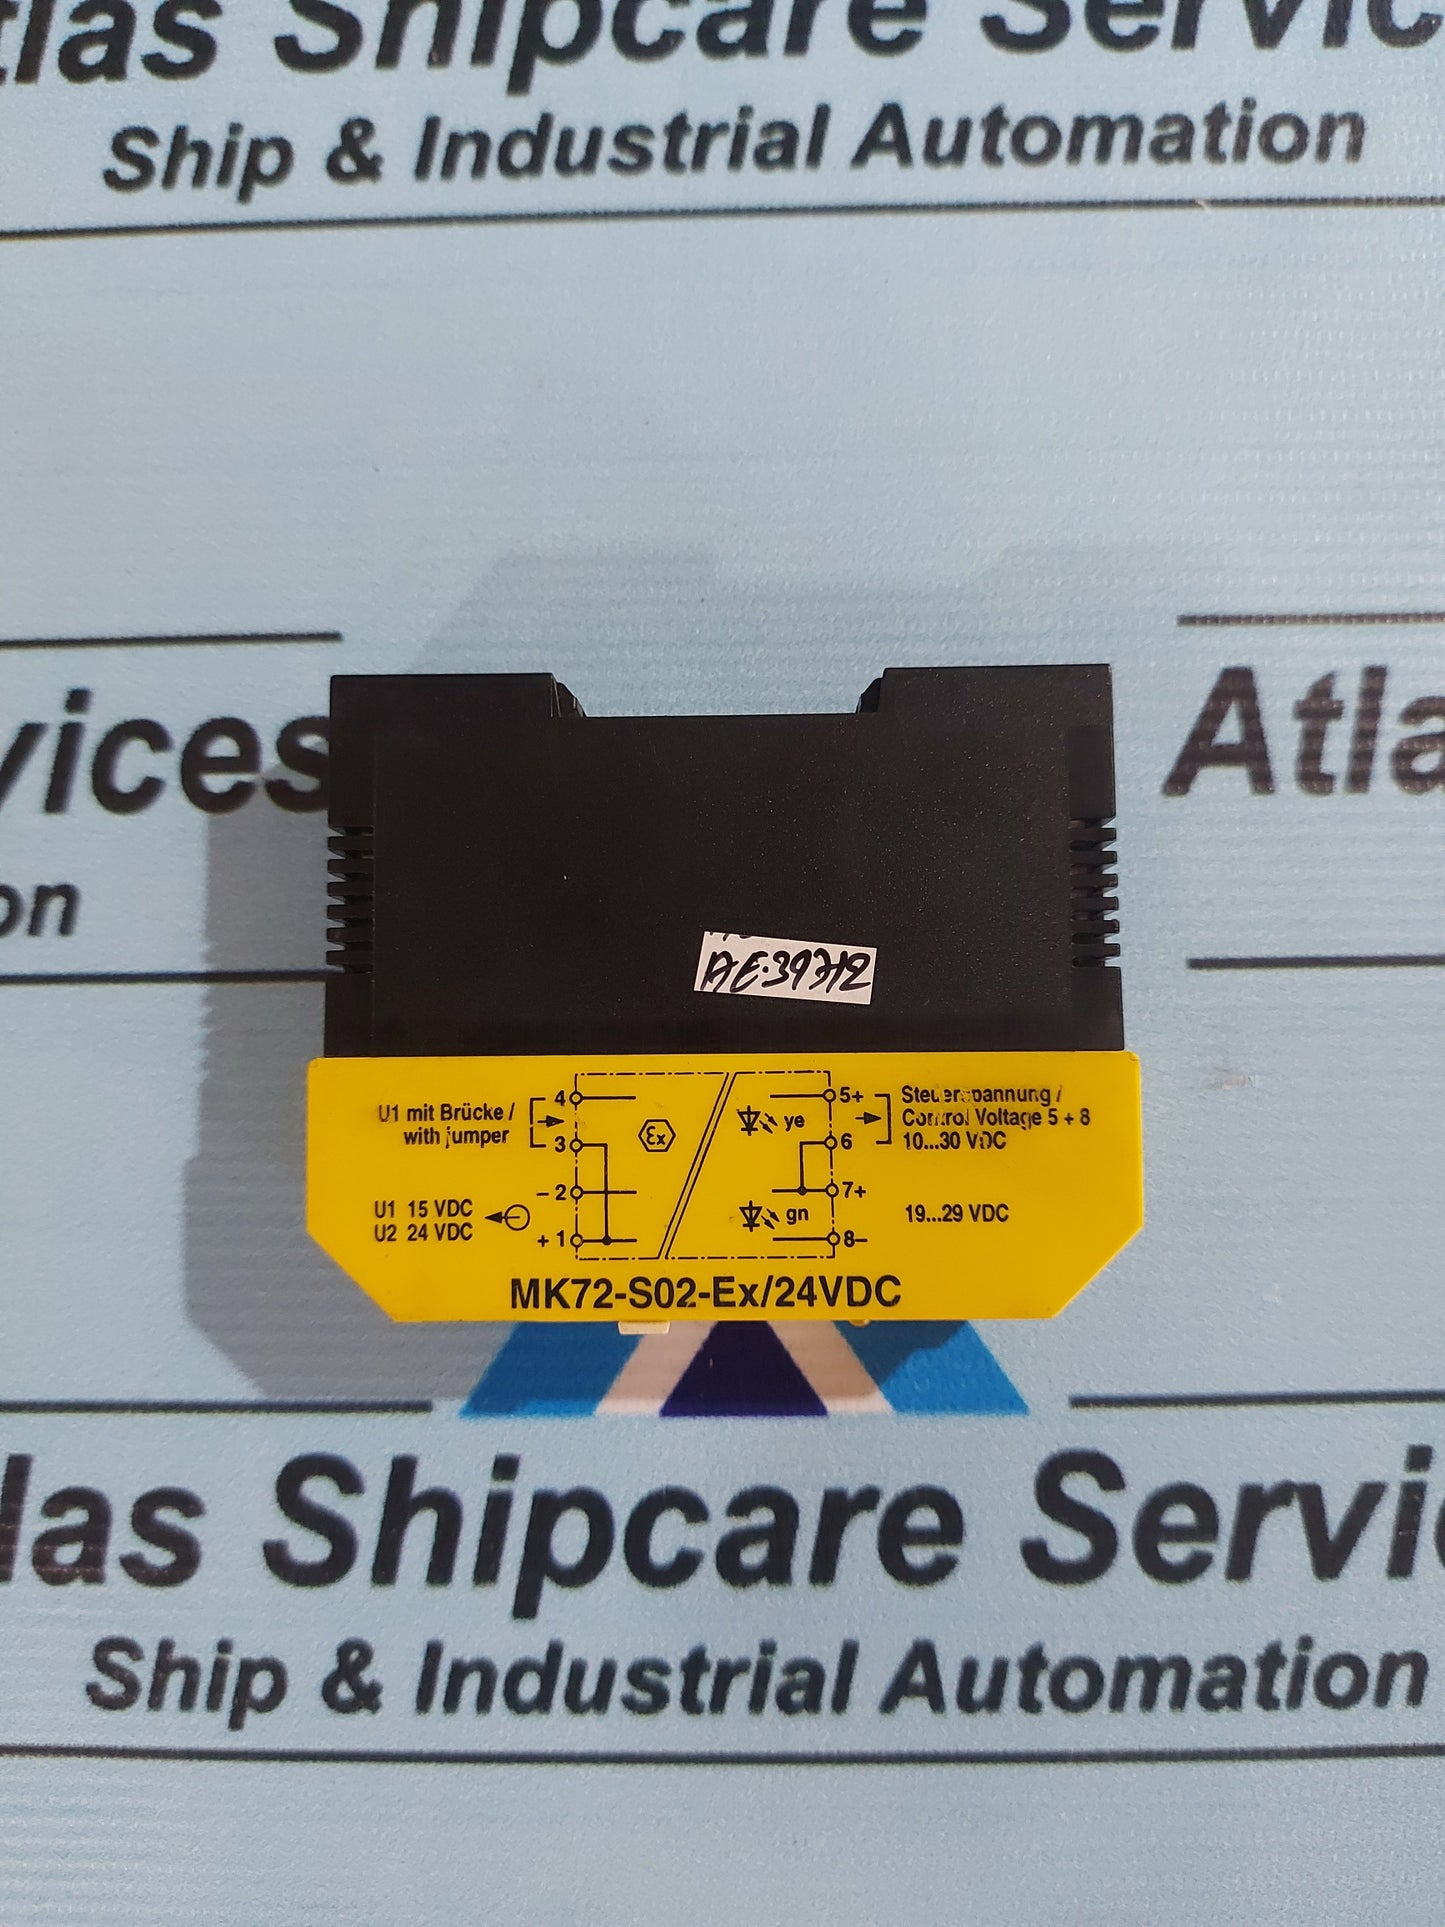 tlas Shipcare Servic
Ship & Industrial Automation
vices
Atla
on
AE.39712
4
5+
U1 mit Brücke /
with jumper
Steuerspannung /
Control Voltage 5 + 8
10...30 VDC
3
Ex
ye
6
U1 15 VDC
U2 24 VDC
– 2
+ 1
gn
7+
8–
19...29 VDC
MK72-S02-Ex/24VDC
las Shipcare Servic
Ship & Industrial Automation